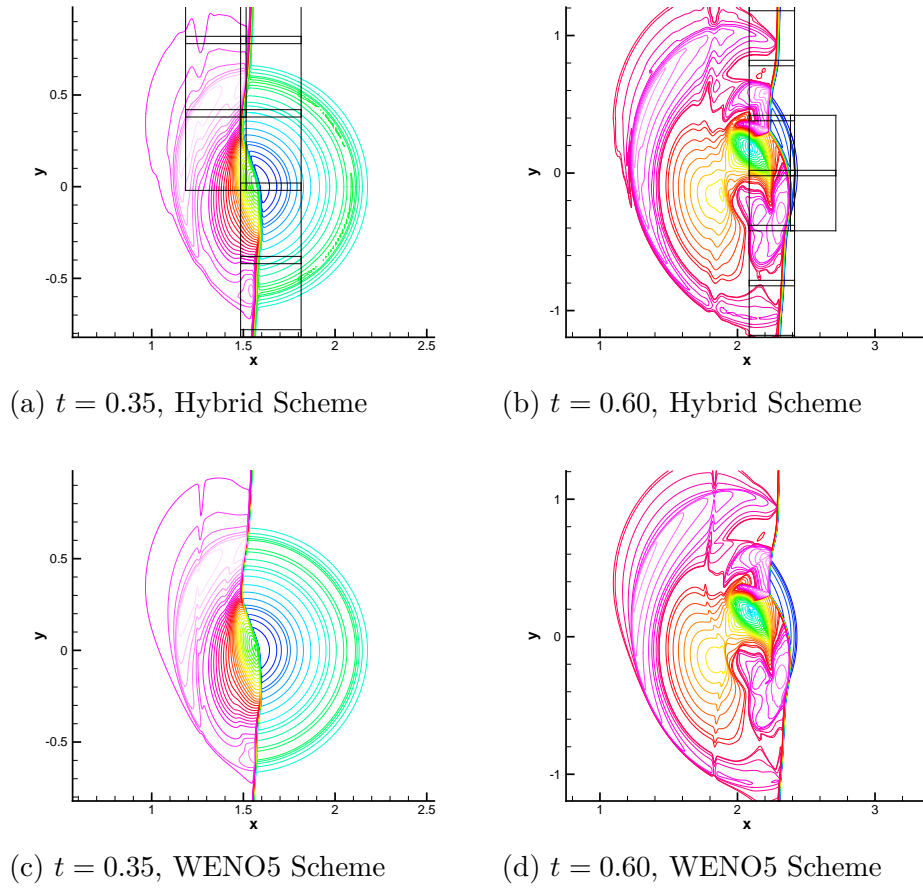 0.5
0
-0.5
y
1
1.5
2
2.5
x
1
0
-1
y
1
2
3
x
(a) t = 0.35, Hybrid Scheme
(b) t = 0.60, Hybrid Scheme
0.5
0
-0.5
y
1
1.5
2
2.5
x
1
0
-1
y
1
2
3
x
(c) t = 0.35, WENO5 Scheme
(d) t = 0.60, WENO5 Scheme